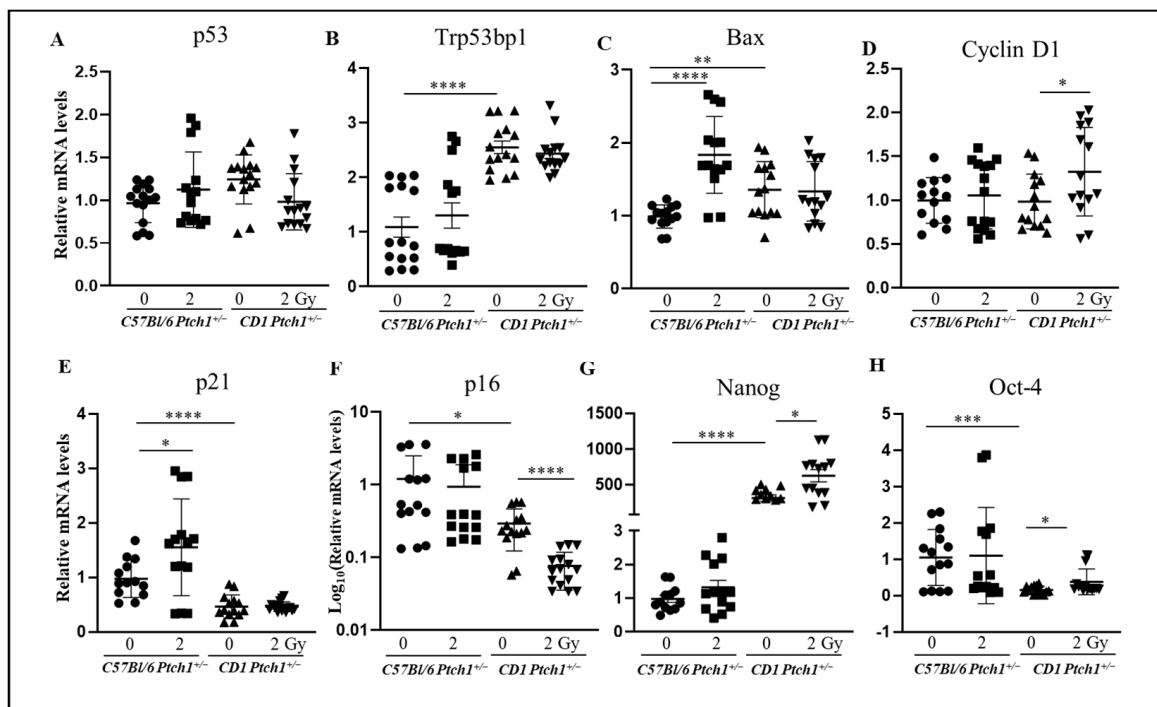 A
p53
Relative mRNA levels
2.5
2.0
1.5
1.0
0.5
0.0
0 2 0 2 Gy
C57Bl/6 Ptch1+/− CD1 Ptch1+/−
B
Trp53bp1
****
4
3
2
1
0
0 2 0 2 Gy
C57Bl/6 Ptch1+/− CD1 Ptch1+/−
C
Bax
**
****
3
2
1
0
0 2 0 2 Gy
C57Bl/6 Ptch1+/− CD1 Ptch1+/−
D
Cyclin D1
*
2.5
2.0
1.5
1.0
0.5
0.0
0 2 0 2 Gy
C57Bl/6 Ptch1+/− CD1 Ptch1+/−
E
p21
Relative mRNA levels
****
*
4
3
2
1
0
0 2 0 2 Gy
C57Bl/6 Ptch1+/− CD1 Ptch1+/−
F
p16
Log10(Relative mRNA levels)
*
****
10
1
0.1
0.01
0 2 0 2 Gy
C57Bl/6 Ptch1+/− CD1 Ptch1+/−
G
Nanog
*
****
1500
1000
500
3
2
1
0
0 2 0 2 Gy
C57Bl/6 Ptch1+/− CD1 Ptch1+/−
H
Oct-4
***
*
5
4
3
2
1
0
-1
0 2 0 2 Gy
C57Bl/6 Ptch1+/− CD1 Ptch1+/−